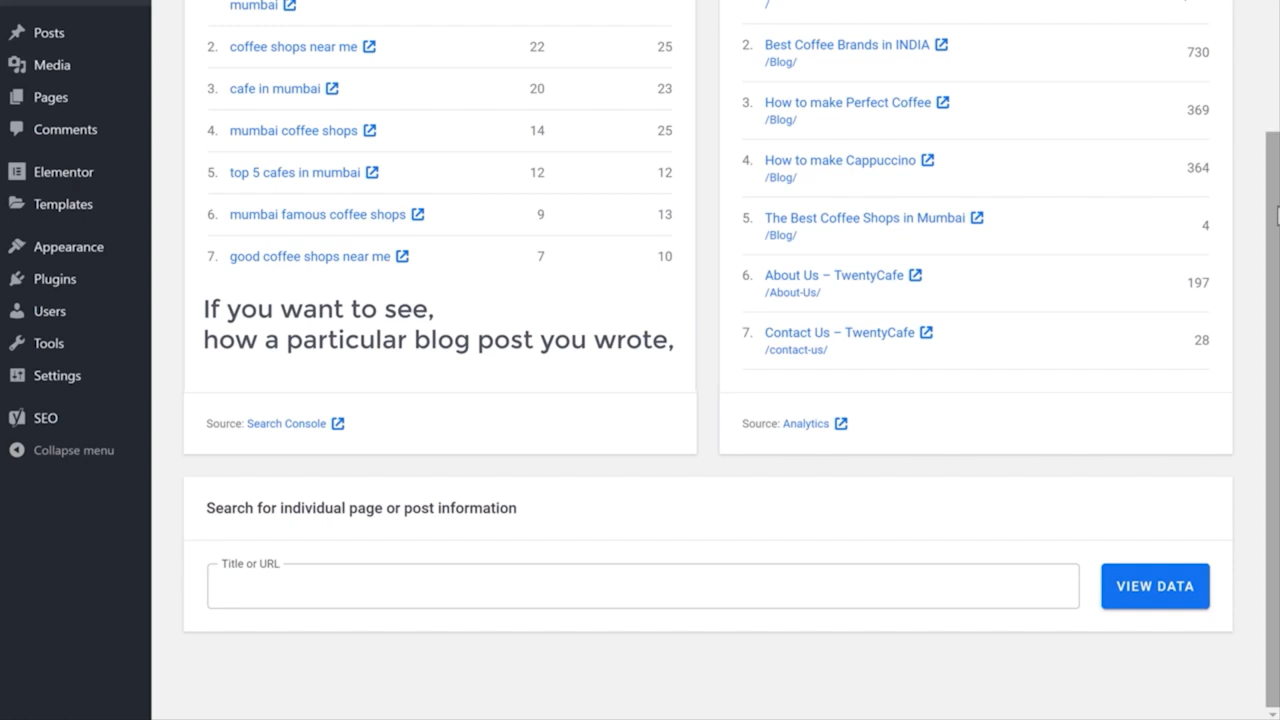 Posts
Media
Pages
Comments
Elementor
Templates
Appearance
Plugins
Users
Tools
Settings
SEO
Collapse menu
mumbai
2. coffee shops near me 22 25
3. cafe in mumbai 20 23
4. mumbai coffee shops 14 25
5. top 5 cafes in mumbai 12 12
6. mumbai famous coffee shops 9 13
7. good coffee shops near me 7 10
If you want to see,
how a particular blog post you wrote,
Source: Search Console
/
2. Best Coffee Brands in INDIA 730
/Blog/
3. How to make Perfect Coffee 369
/Blog/
4. How to make Cappuccino 364
/Blog/
5. The Best Coffee Shops in Mumbai 4
/Blog/
6. About Us – TwentyCafe 197
/About-Us/
7. Contact Us – TwentyCafe 28
/contact-us/
Source: Analytics
Search for individual page or post information
Title or URL
VIEW DATA